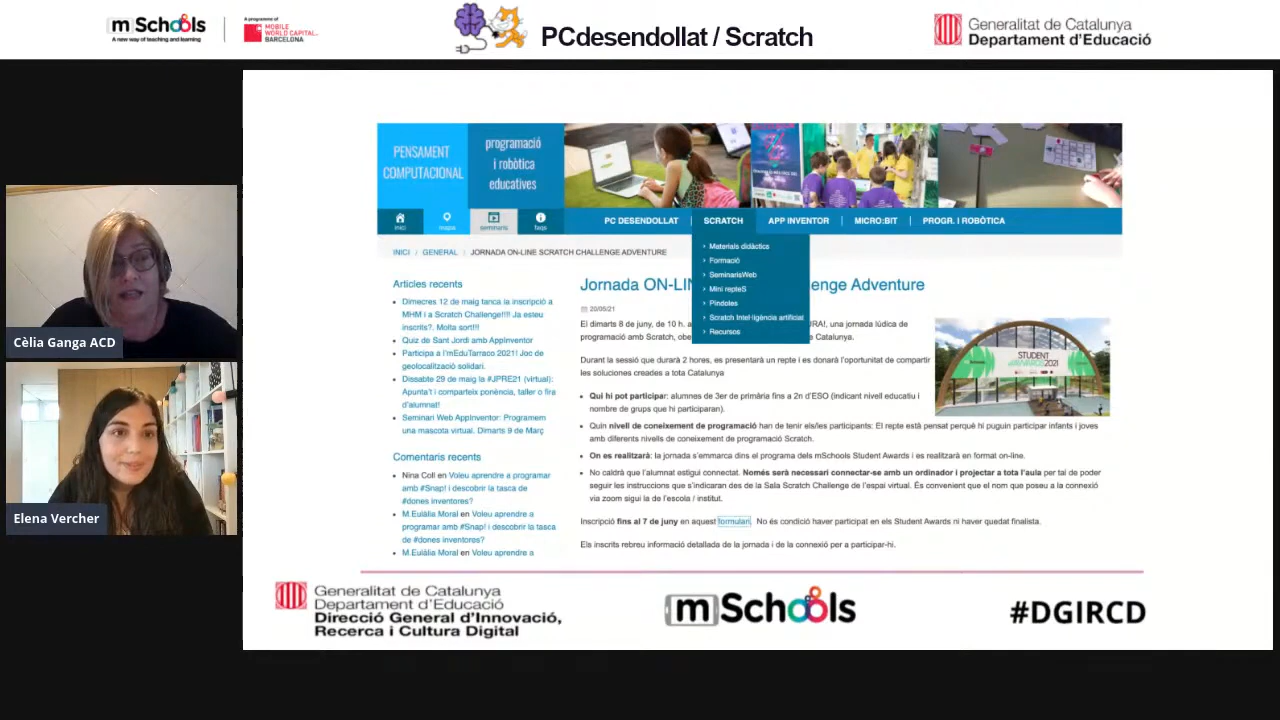 mSchools
A new way of teaching and learning
A programme of
MOBILE
WORLD CAPITAL
BARCELONA
PCdesendollat / Scratch
Generalitat de Catalunya
Departament d'Educació
PENSAMENT
COMPUTACIONAL
programació
i robòtica
educatives
inici
mapa
seminaris
faqs
PC DESENDOLLAT
SCRATCH
APP INVENTOR
MICRO:BIT
PROGR. I ROBÒTICA
INICI / GENERAL / JORNADA ON-LINE SCRATCH CHALLENGE ADVENTURE
› Materials didàctics
› Formació
› SeminarisWeb
› Mini repteS
› Píndoles
› Scratch Intel·ligència artificial
› Recursos
Articles recents
Dimecres 12 de maig tanca la inscripció a
MHM i a Scratch Challenge!!!! Ja esteu
inscrits?. Molta sort!!!
Quiz de Sant Jordi amb AppInventor
Participa a l'mEduTarraco 2021! Joc de
geolocalització solidari.
Dissabte 29 de maig la #JPRE21 (virtual):
Apunta't i comparteix ponència, taller o fira
d'alumnat!
Seminari Web AppInventor: Programem
una mascota virtual. Dimarts 9 de Març
Comentaris recents
Nina Coll en Voleu aprendre a programar
amb #Snap! i descobrir la tasca de
#dones inventores?
M.Eulàlia Moral en Voleu aprendre a
programar amb #Snap! i descobrir la tasca
de #dones inventores?
M.Eulàlia Moral en Voleu aprendre a
Jornada ON-LIN enge Adventure
20/05/21
El dimarts 8 de juny, de 10 h. a RA!, una jornada lúdica de
programació amb Scratch, obe Catalunya.
Durant la sessió que durarà 2 hores, es presentarà un repte i es donarà l'oportunitat de compartir
les soluciones creades a tota Catalunya
Qui hi pot participar: alumnes de 3er de primària fins a 2n d'ESO (indicant nivell educatiu i
nombre de grups que hi participaran).
Quin nivell de coneixement de programació han de tenir els/les participants: El repte està pensat perquè hi puguin participar infants i joves
amb diferents nivells de coneixement de programació Scratch.
On es realitzarà: la jornada s'emmarca dins el programa dels mSchools Student Awards i es realitzarà en format on-line.
No caldrà que l'alumnat estigui connectat. Només serà necessari connectar-se amb un ordinador i projectar a tota l'aula per tal de poder
seguir les instruccions que s'indicaran des de la Sala Scratch Challenge de l'espai virtual. És convenient que el nom que poseu a la connexió
via zoom sigui la de l'escola / institut.
Inscripció fins al 7 de juny en aquest formulari. No és condició haver participat en els Student Awards ni haver quedat finalista.
Els inscrits rebreu informació detallada de la jornada i de la connexió per a participar-hi.
STUDENT
AWARDS2021
Cèlia Ganga ACD
Elena Vercher
Generalitat de Catalunya
Departament d'Educació
Direcció General d'Innovació,
Recerca i Cultura Digital
mSchools
#DGIRCD